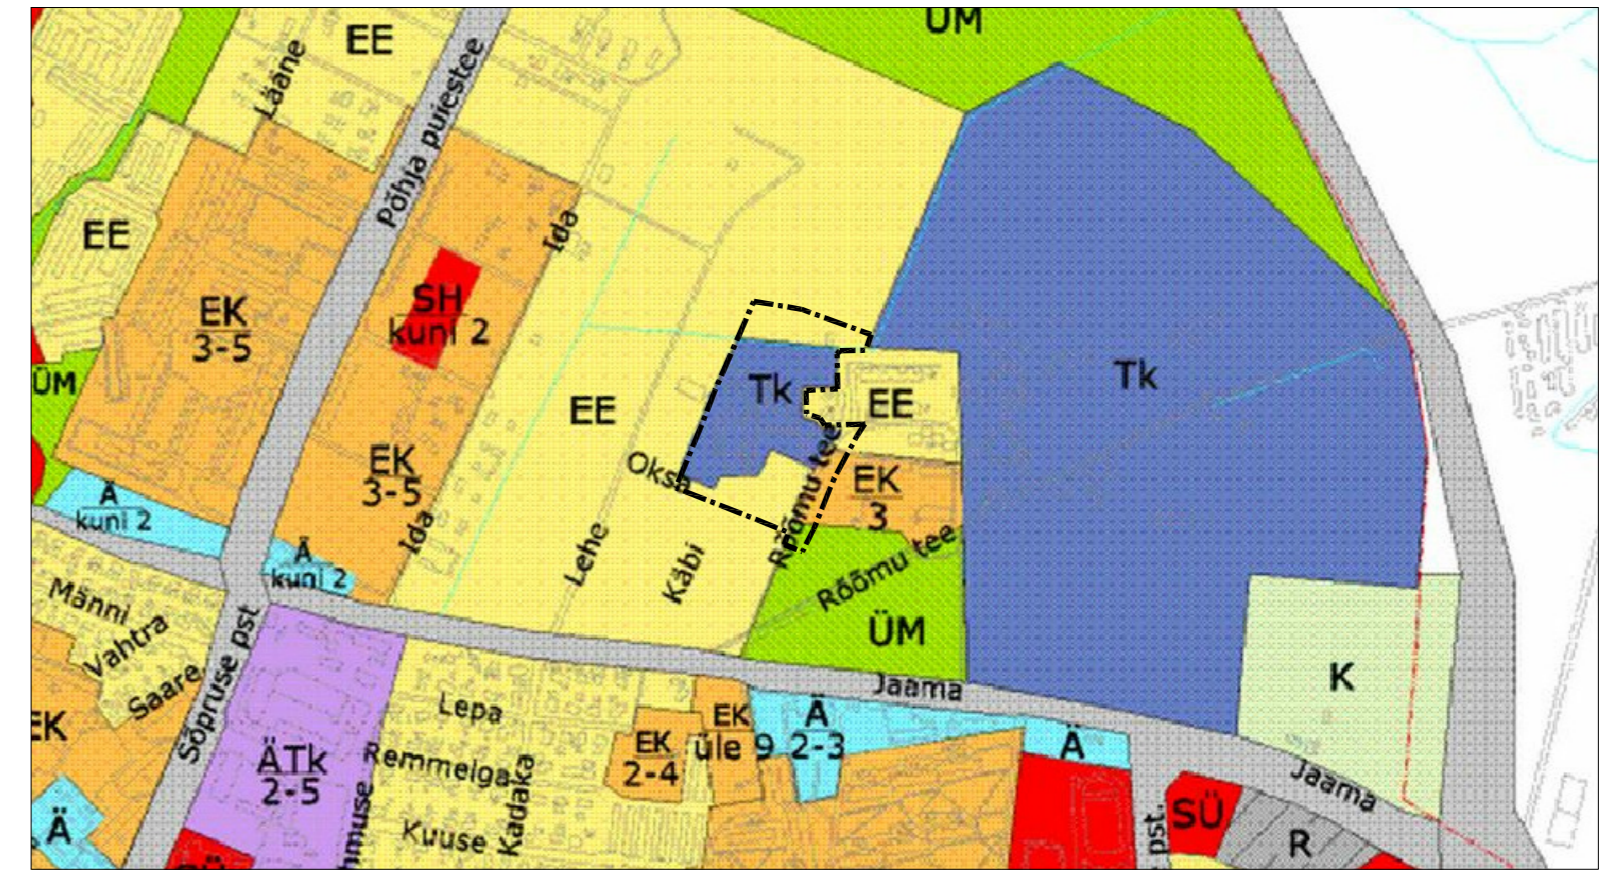 ÜM
EE
Lääne
Põhja puiestee
EE
Ida
EK
3-5
SH
kuni 2
ÜM
EE
Tk
EE
Tk
EK
3-5
Oksa
Rõõmu tee
EK
3
Ä
kuni 2
Ida
Ä
kuni 2
Lehe
Käbi
Rõõmu tee
ÜM
Männi
Vahtra
Saare
Sõpruse pst
Jaama
K
EK
Lepa
EK
üle 9
Ä
2-3
Ä
EK
2-4
ÄTk
2-5
Remmelga
Kadaka
Kuuse
Jaama
Ä
SÜ
R
pst.